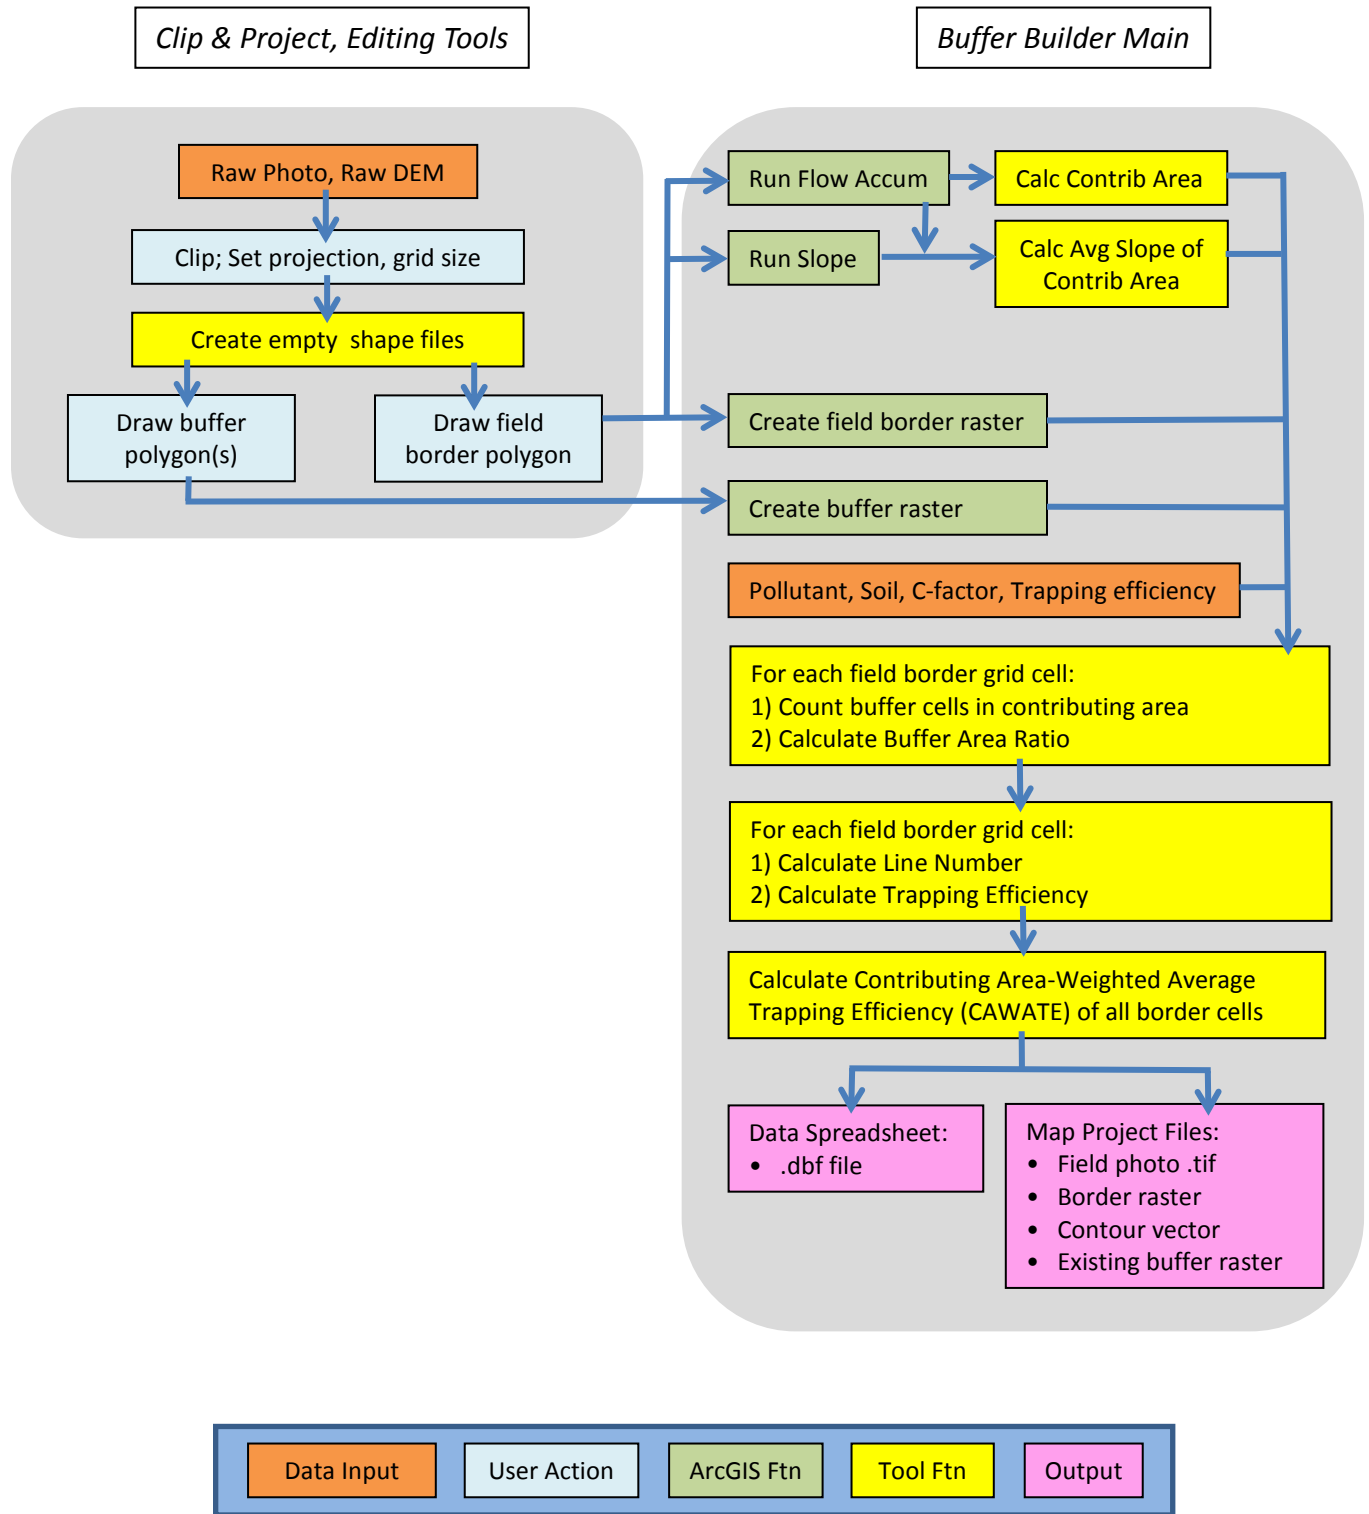 Clip & Project, Editing Tools
Buffer Builder Main
Raw Photo, Raw DEM
Clip; Set projection, grid size
Create empty shape files
Draw buffer
polygon(s)
Draw field
border polygon
Run Flow Accum
Calc Contrib Area
Run Slope
Calc Avg Slope of
Contrib Area
Create field border raster
Create buffer raster
Pollutant, Soil, C-factor, Trapping efficiency
For each field border grid cell:
1) Count buffer cells in contributing area
2) Calculate Buffer Area Ratio
For each field border grid cell:
1) Calculate Line Number
2) Calculate Trapping Efficiency
Calculate Contributing Area-Weighted Average
Trapping Efficiency (CAWATE) of all border cells
Data Spreadsheet:
• .dbf file
Map Project Files:
• Field photo .tif
• Border raster
• Contour vector
• Existing buffer raster
Data Input
User Action
ArcGIS Ftn
Tool Ftn
Output